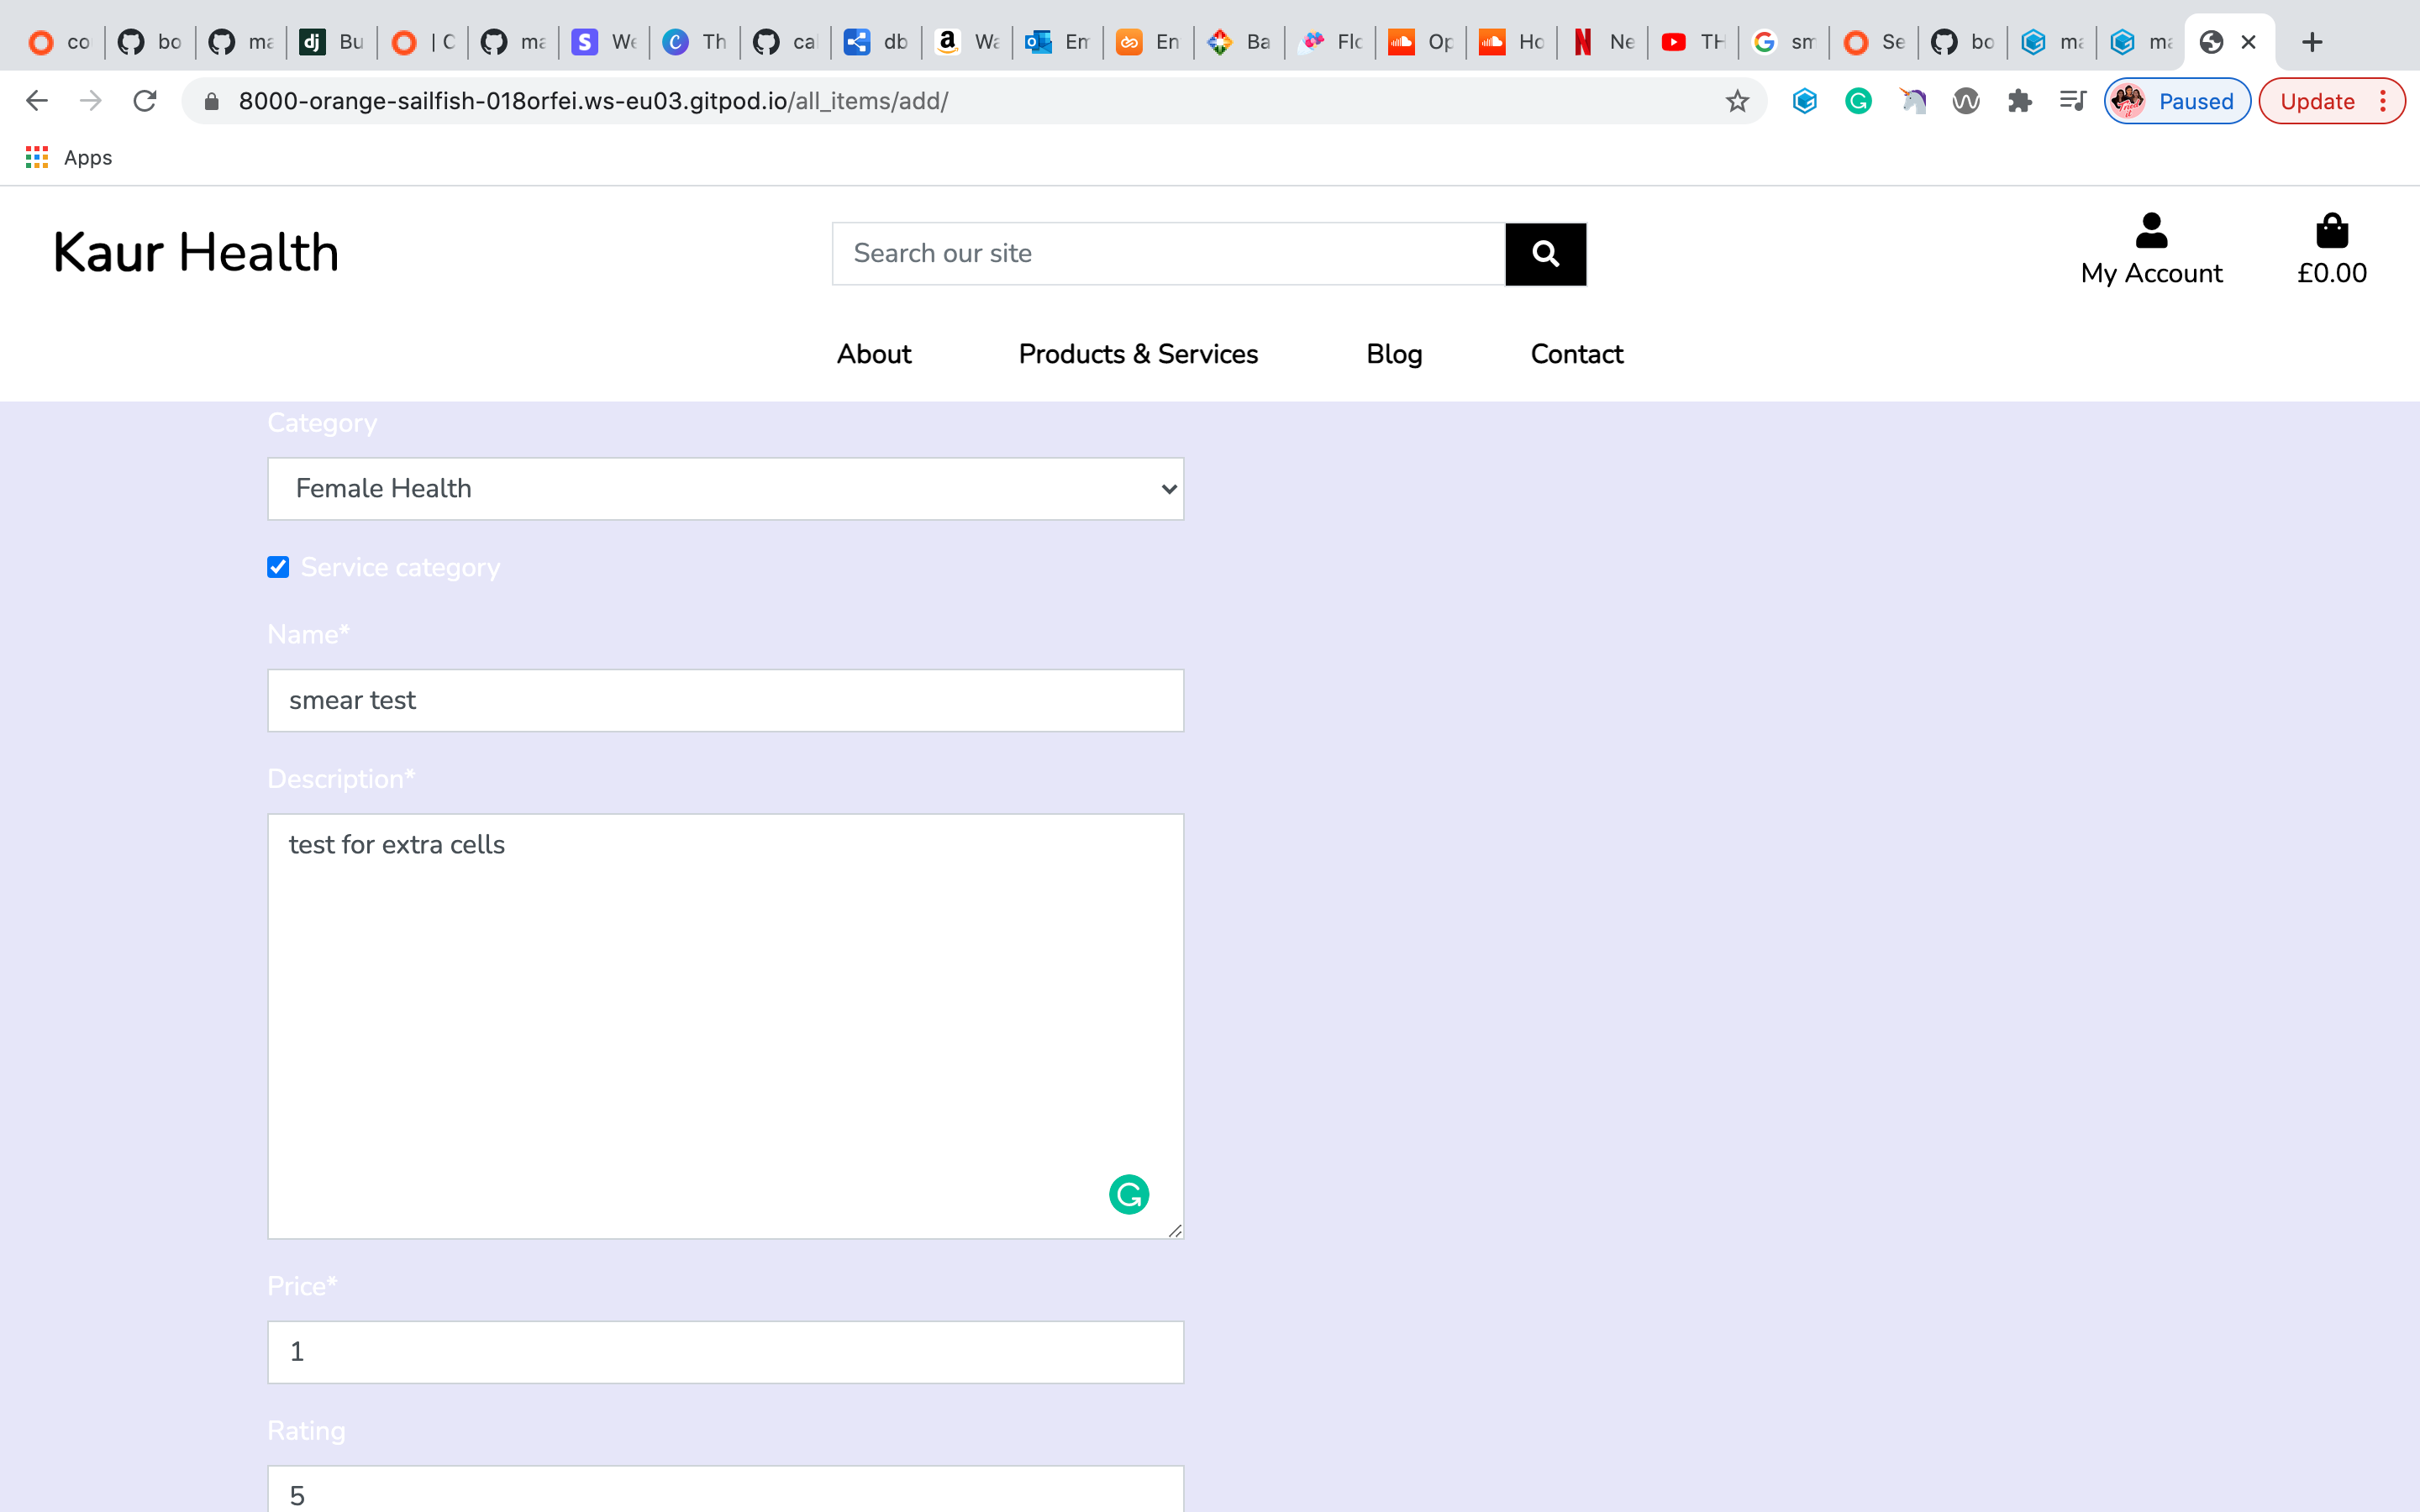 co
bo
ma
Bu
| C
ma
We
Th
cal
db
Wa
Em
En
Ba
Flo
Op
Ho
Ne
TH
sm
Se
bo
ma
ma
8000-orange-sailfish-018orfei.ws-eu03.gitpod.io/all_items/add/
Paused
Update
Apps
Kaur Health
Search our site
My Account
£0.00
About
Products & Services
Blog
Contact
Category
Female Health
Service category
Name*
smear test
Description*
test for extra cells
Price*
1
Rating
5